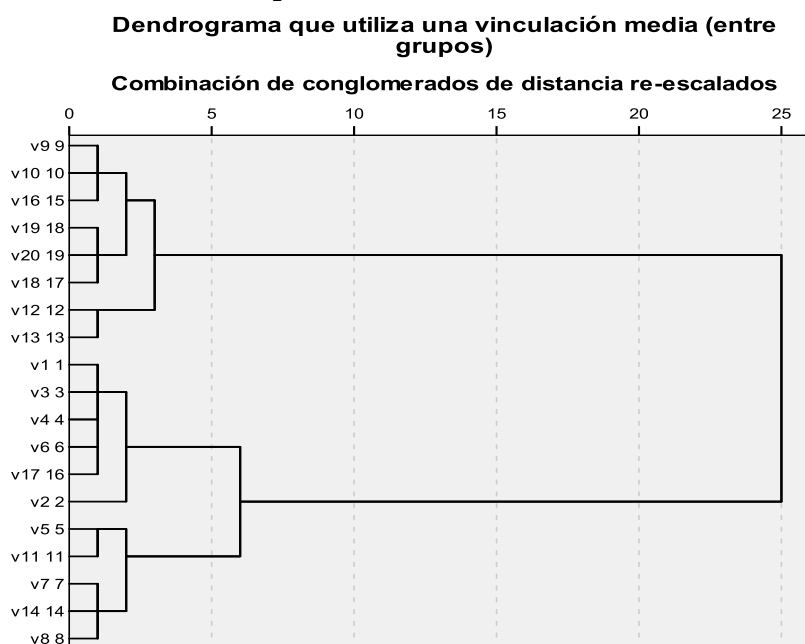 Dendrograma que utiliza una vinculación media (entre
grupos)
Combinación de conglomerados de distancia re-escalados
0 5 10 15 20 25
v9 9
v10 10
v16 15
v19 18
v20 19
v18 17
v12 12
v13 13
v1 1
v3 3
v4 4
v6 6
v17 16
v2 2
v5 5
v11 11
v7 7
v14 14
v8 8